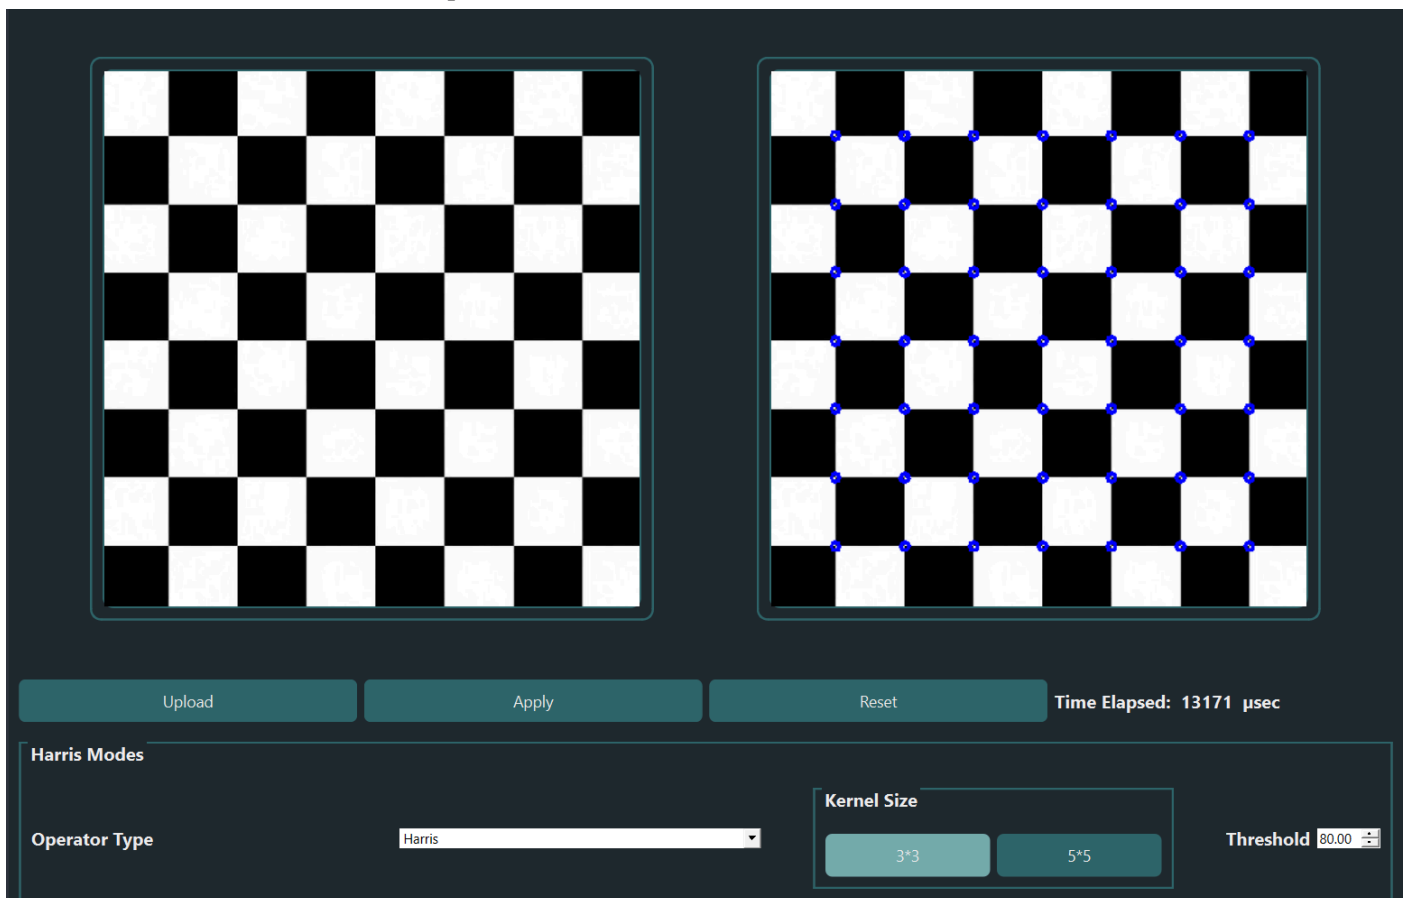 Upload Apply Reset Time Elapsed: 13171 µsec
Harris Modes
Kernel Size
Operator Type Harris 3*3 5*5 Threshold 80.00